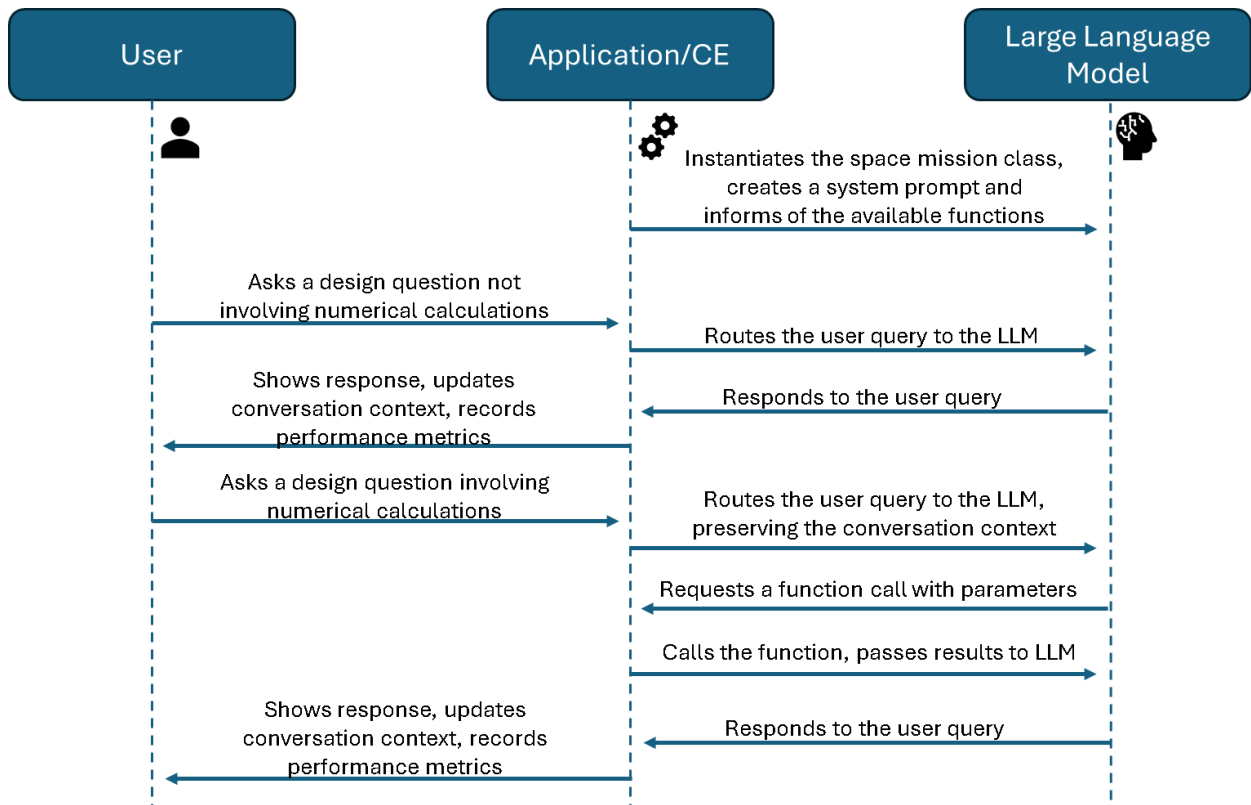 User
Application/CE
Large Language
Model
Instantiates the space mission class,
creates a system prompt and
informs of the available functions
Asks a design question not
involving numerical calculations
Routes the user query to the LLM
Shows response, updates
conversation context, records
performance metrics
Responds to the user query
Asks a design question involving
numerical calculations
Routes the user query to the LLM,
preserving the conversation context
Requests a function call with parameters
Calls the function, passes results to LLM
Shows response, updates
conversation context, records
performance metrics
Responds to the user query